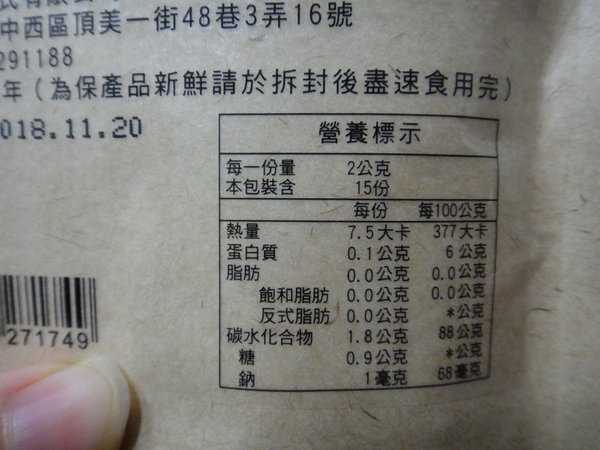 中西區頂美一街48巷3弄16號
291188
年（為保產品新鮮請於拆封後盡速食用完）
018.11.20
營養標示
每一份量 2公克
本包裝含 15份
每份 每100公克
熱量 7.5大卡 377大卡
蛋白質 0.1公克 6公克
脂肪 0.0公克 0.0公克
飽和脂肪 0.0公克 0.0公克
反式脂肪 0.0公克 *公克
碳水化合物 1.8公克 88公克
糖 0.9公克 *公克
鈉 1毫克 68毫克
271749